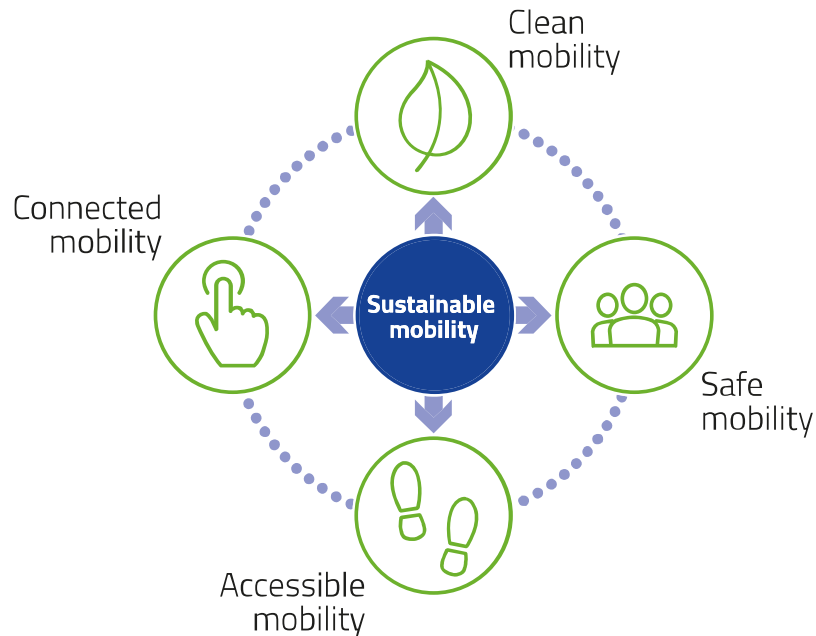 Clean
mobility
Connected
mobility
Sustainable
mobility
Safe
mobility
Accessible
mobility